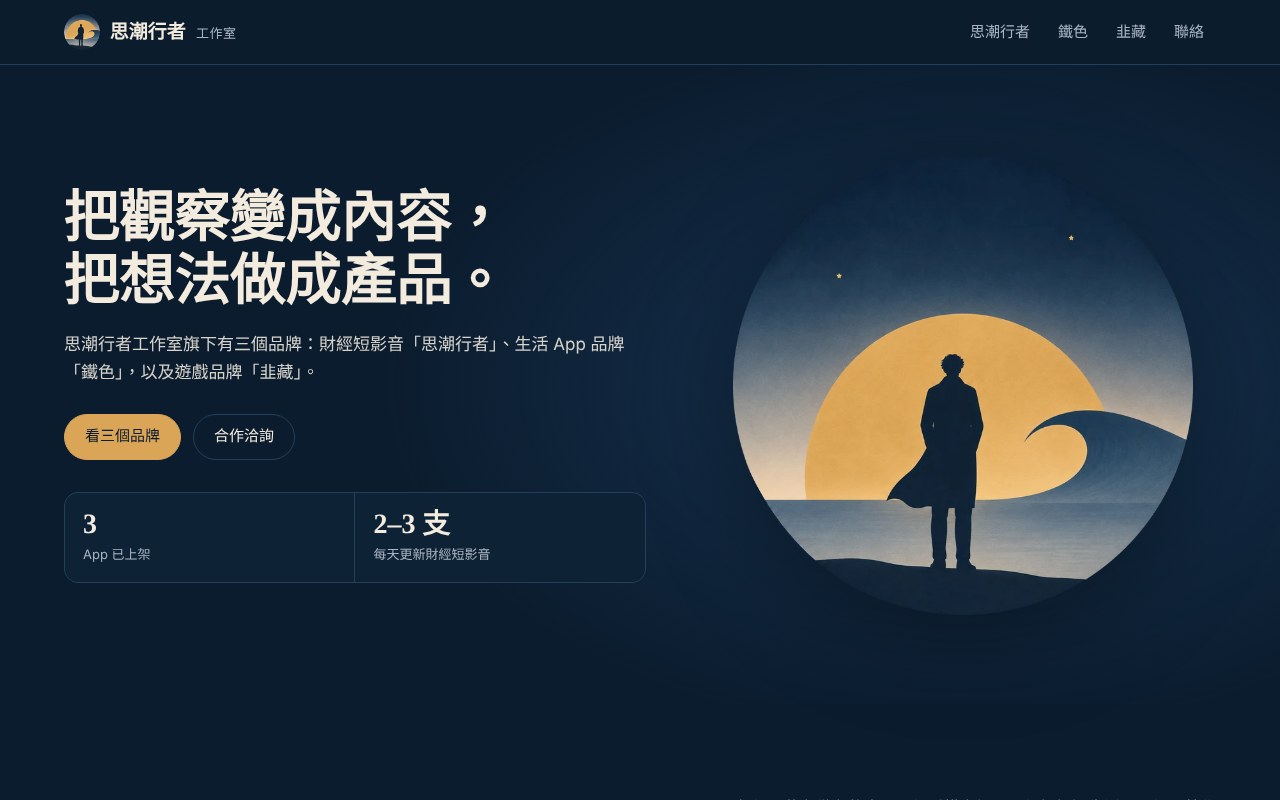 思潮行者 工作室
思潮行者 鐵色 韭藏 聯絡
把觀察變成內容，
把想法做成產品。
思潮行者工作室旗下有三個品牌：財經短影音「思潮行者」、生活 App 品牌
「鐵色」，以及遊戲品牌「韭藏」。
看三個品牌 合作洽詢
3
App 已上架
2–3 支
每天更新財經短影音